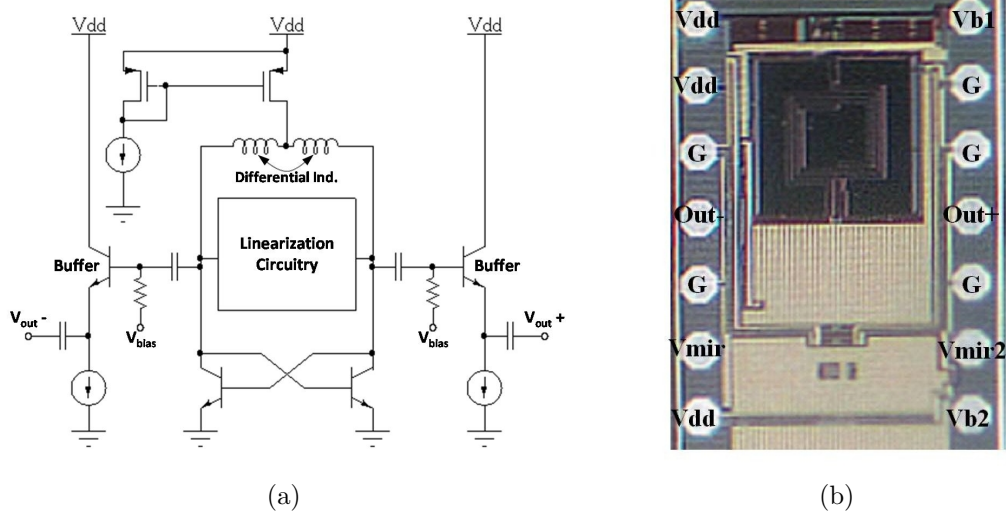 Vdd
Vdd
Vdd
Differential Ind.
Linearization
Circuitry
Buffer
Buffer
Vout -
Vbias
Vbias
Vout +
(a)
Vdd
Vb1
Vdd
G
G
G
Out-
Out+
G
G
Vmir
Vmir2
Vdd
Vb2
(b)